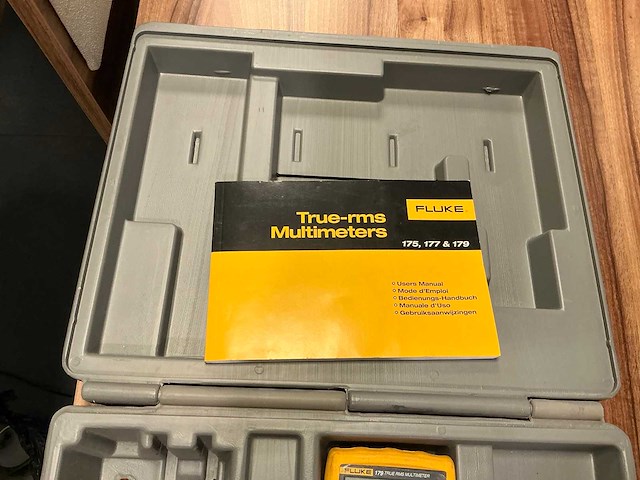 FLUKE
True-rms
Multimeters
175, 177 & 179
Users Manual
Mode d'Emploi
Bedienungs-Handbuch
Manuale d'Uso
Gebruiksaanwijzingen
FLUKE 179 TRUE RMS MULTIMETER